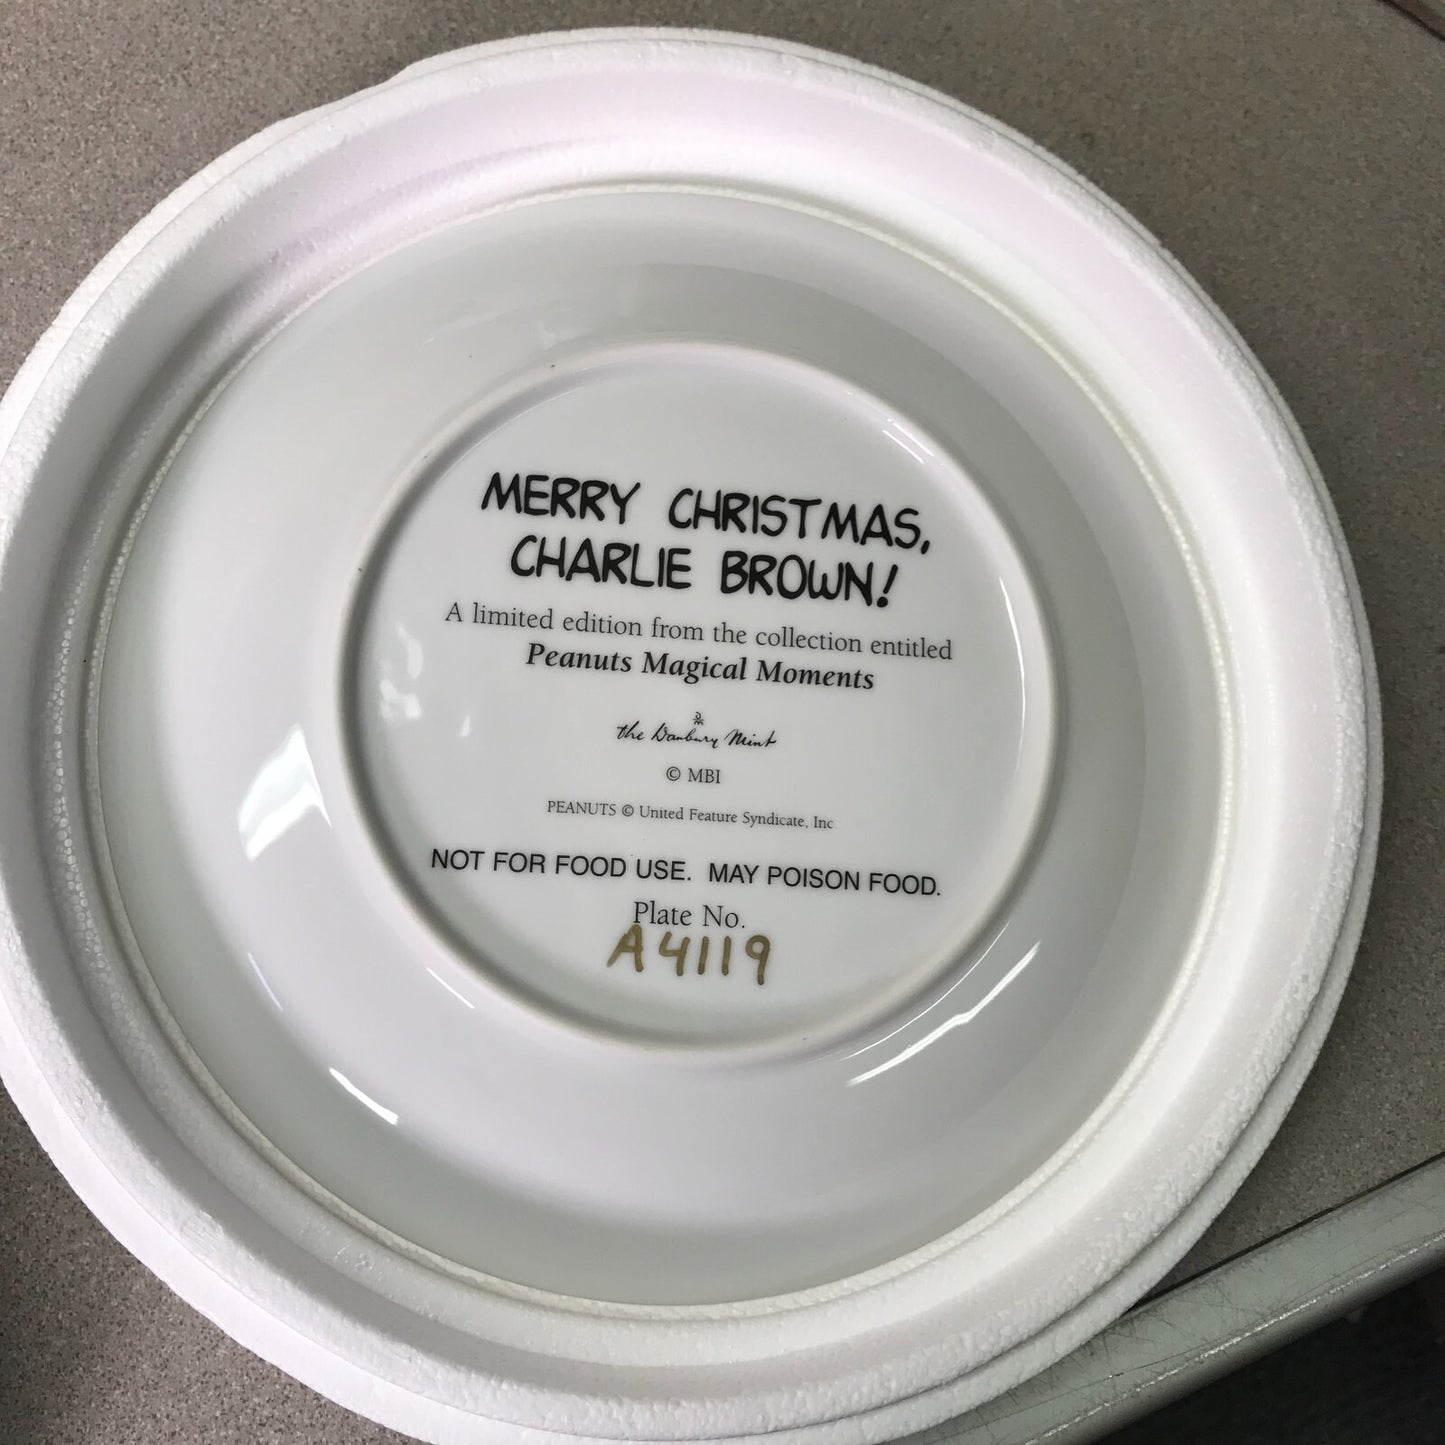 MERRY CHRISTMAS,
CHARLIE BROWN!
A limited edition from the collection entitled
Peanuts Magical Moments
the Danbury Mint
© MBI
PEANUTS © United Feature Syndicate, Inc
NOT FOR FOOD USE. MAY POISON FOOD.
Plate No.
A4119